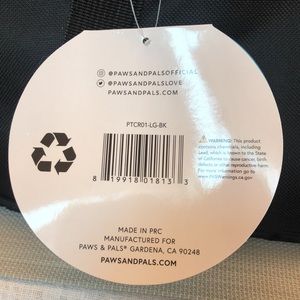 @PAWSANDPALSOFFICIAL
@PAWSANDPALSLOVE
PAWSANDPALS.COM
PTCR01-LG-BK
8 19918 01813 3
⚠ WARNING: This product
contains chemicals, including
Lead, which is known to the State
of California to cause cancer, birth
defects or other reproductive harm.
For more information go to
www.P65Warnings.ca.gov
MADE IN PRC
MANUFACTURED FOR
PAWS & PALS® GARDENA, CA 90248
PAWSANDPALS.COM